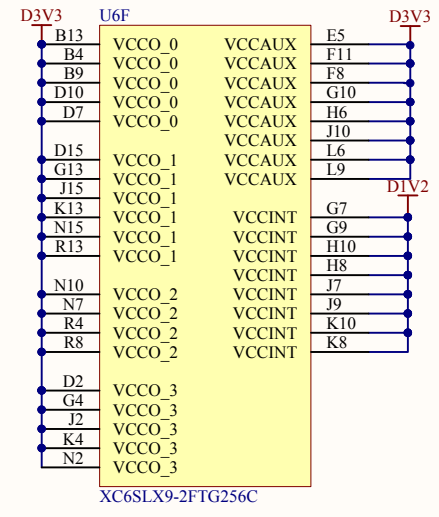 D3V3 U6F D3V3
B13 VCCO_0 VCCAUX E5
B4 VCCO_0 VCCAUX F11
B9 VCCO_0 VCCAUX F8
D10 VCCO_0 VCCAUX G10
D7 VCCO_0 VCCAUX H6
VCCAUX J10
D15 VCCO_1 VCCAUX L6
G13 VCCO_1 VCCAUX L9
J15 VCCO_1 D1V2
K13 VCCO_1 VCCINT G7
N15 VCCO_1 VCCINT G9
R13 VCCO_1 VCCINT H10
VCCINT H8
N10 VCCO_2 VCCINT J7
N7 VCCO_2 VCCINT J9
R4 VCCO_2 VCCINT K10
R8 VCCO_2 VCCINT K8
D2 VCCO_3
G4 VCCO_3
J2 VCCO_3
K4 VCCO_3
N2 VCCO_3
XC6SLX9-2FTG256C